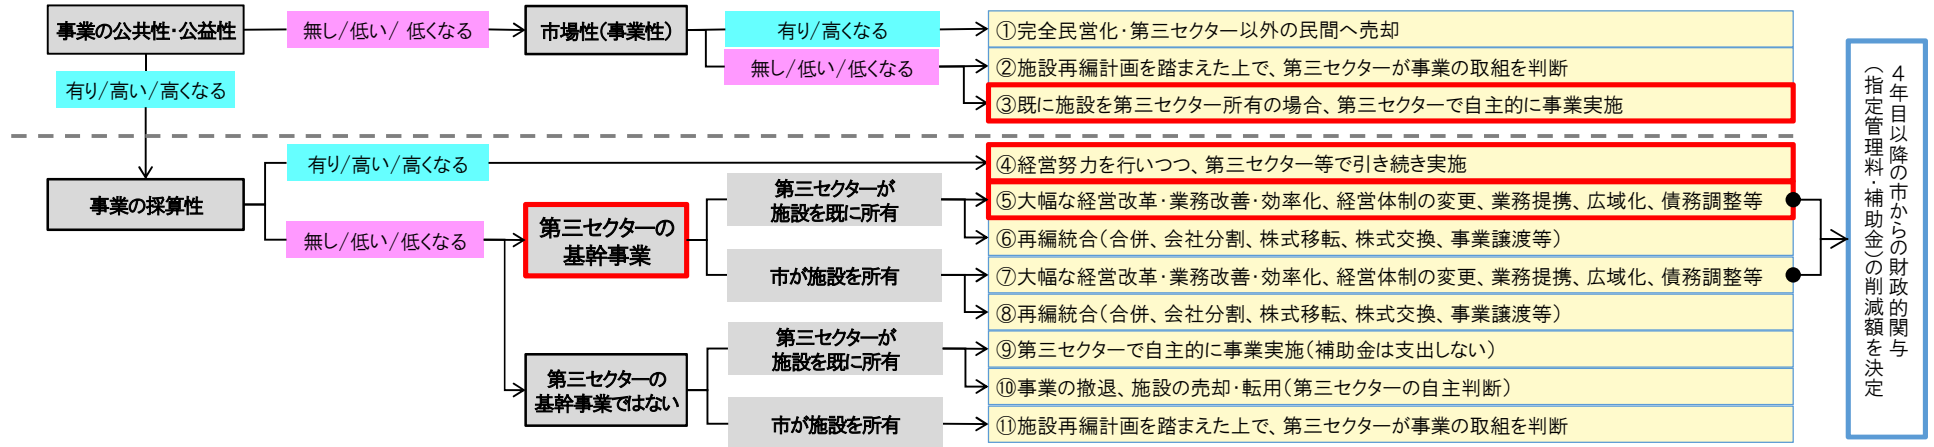 事業の公共性・公益性
無し/低い/ 低くなる
市場性(事業性)
有り/高くなる
①完全民営化・第三セクター以外の民間へ売却
無し/低い/低くなる
②施設再編計画を踏まえた上で、第三セクターが事業の取組を判断
有り/高い/高くなる
③既に施設を第三セクター所有の場合、第三セクターで自主的に事業実施
事業の採算性
有り/高い/高くなる
④経営努力を行いつつ、第三セクター等で引き続き実施
無し/低い/低くなる
第三セクターの
基幹事業
第三セクターが
施設を既に所有
⑤大幅な経営改革・業務改善・効率化、経営体制の変更、業務提携、広域化、債務調整等
⑥再編統合(合併、会社分割、株式移転、株式交換、事業譲渡等)
市が施設を所有
⑦大幅な経営改革・業務改善・効率化、経営体制の変更、業務提携、広域化、債務調整等
⑧再編統合(合併、会社分割、株式移転、株式交換、事業譲渡等)
第三セクターの
基幹事業ではない
第三セクターが
施設を既に所有
⑨第三セクターで自主的に事業実施(補助金は支出しない)
⑩事業の撤退、施設の売却・転用(第三セクターの自主判断)
市が施設を所有
⑪施設再編計画を踏まえた上で、第三セクターが事業の取組を判断
4年目以降の市からの財政的関与
(指定管理料・補助金)の削減額を決定